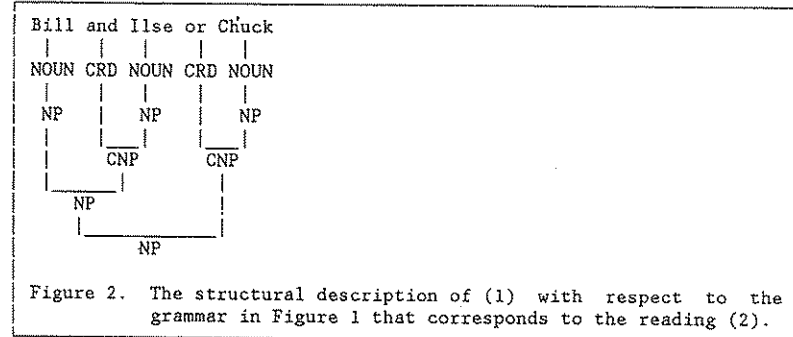 Bill and Ilse or Chuck
NOUN CRD NOUN CRD NOUN
NP NP NP
CNP CNP
NP
NP
Figure 2. The structural description of (1) with respect to the
grammar in Figure 1 that corresponds to the reading (2).